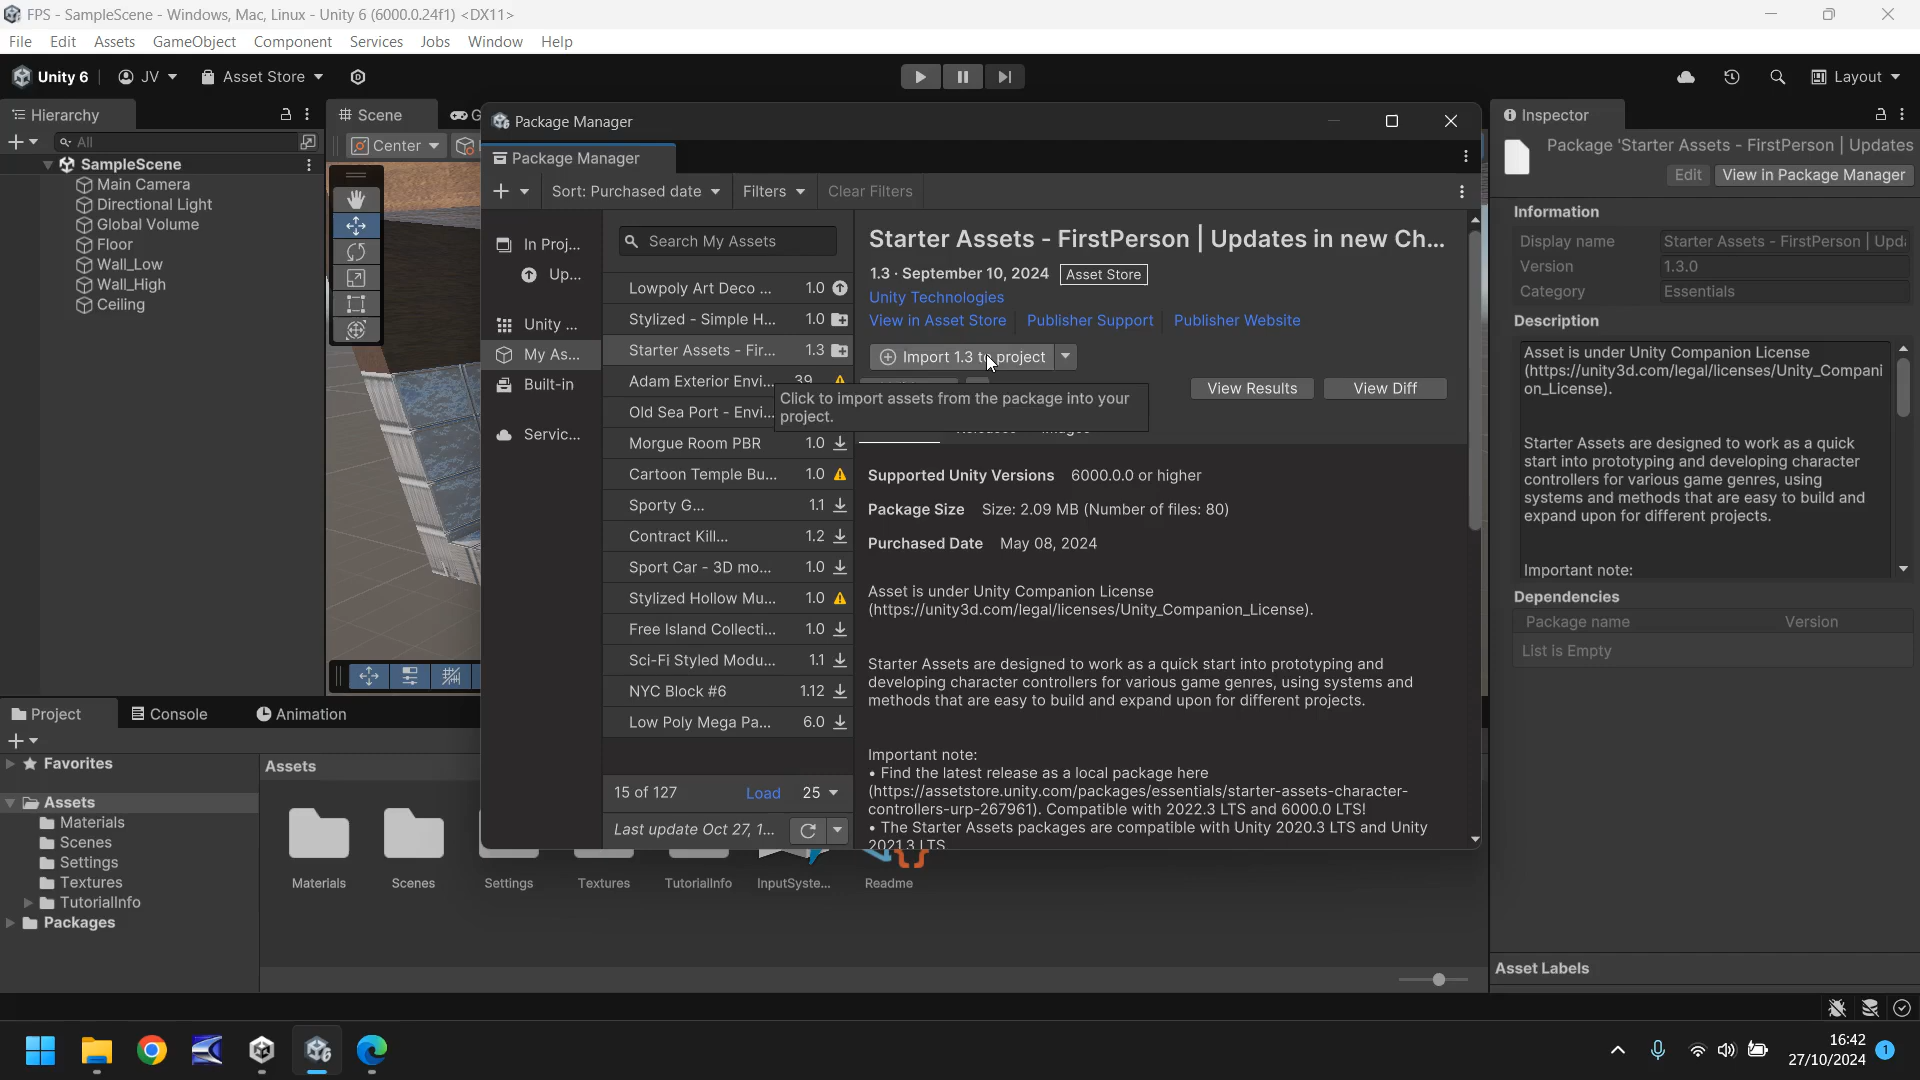 FPS - SampleScene - Windows, Mac, Linux - Unity 6 (6000.0.24f1) <DX11>
File Edit Assets GameObject Component Services Jobs Window Help
Unity 6 JV Asset Store Layout
Hierarchy
All
SampleScene
Main Camera
Directional Light
Global Volume
Floor
Wall_Low
Wall_High
Ceiling
Scene
Center
Package Manager
Package Manager
Sort: Purchased date Filters Clear Filters
In Proj...
Up...
Unity ...
My As...
Built-in
Servic...
Search My Assets
Lowpoly Art Deco ... 1.0
Stylized - Simple H... 1.0
Starter Assets - Fir... 1.3
Adam Exterior Envi... 39
Old Sea Port - Envi...
Morgue Room PBR 1.0
Cartoon Temple Bu... 1.0
Sporty G... 1.1
Contract Kill... 1.2
Sport Car - 3D mo... 1.0
Stylized Hollow Mu... 1.0
Free Island Collecti... 1.0
Sci-Fi Styled Modu... 1.1
NYC Block #6 1.12
Low Poly Mega Pa... 6.0
15 of 127 Load 25
Last update Oct 27, 1...
Starter Assets - FirstPerson | Updates in new Ch...
1.3 · September 10, 2024 Asset Store
Unity Technologies
View in Asset Store Publisher Support Publisher Website
Import 1.3 to project
Click to import assets from the package into your
project.
View Results View Diff
Supported Unity Versions 6000.0.0 or higher
Package Size Size: 2.09 MB (Number of files: 80)
Purchased Date May 08, 2024
Asset is under Unity Companion License
(https://unity3d.com/legal/licenses/Unity_Companion_License).
Starter Assets are designed to work as a quick start into prototyping and
developing character controllers for various game genres, using systems and
methods that are easy to build and expand upon for different projects.
Important note:
• Find the latest release as a local package here
(https://assetstore.unity.com/packages/essentials/starter-assets-character-
controllers-urp-267961). Compatible with 2022.3 LTS and 6000.0 LTS!
• The Starter Assets packages are compatible with Unity 2020.3 LTS and Unity
2021.3 LTS
Inspector
Package 'Starter Assets - FirstPerson | Updates
Edit View in Package Manager
Information
Display name Starter Assets - FirstPerson | Upda
Version 1.3.0
Category Essentials
Description
Asset is under Unity Companion License
(https://unity3d.com/legal/licenses/Unity_Compani
on_License).
Starter Assets are designed to work as a quick
start into prototyping and developing character
controllers for various game genres, using
systems and methods that are easy to build and
expand upon for different projects.
Important note:
Dependencies
Package name Version
List is Empty
Asset Labels
Project Console Animation
Favorites
Assets
Materials
Scenes
Settings
Textures
TutorialInfo
Packages
Assets
Materials Scenes Settings Textures TutorialInfo InputSyste... Readme
16:42
27/10/2024 1